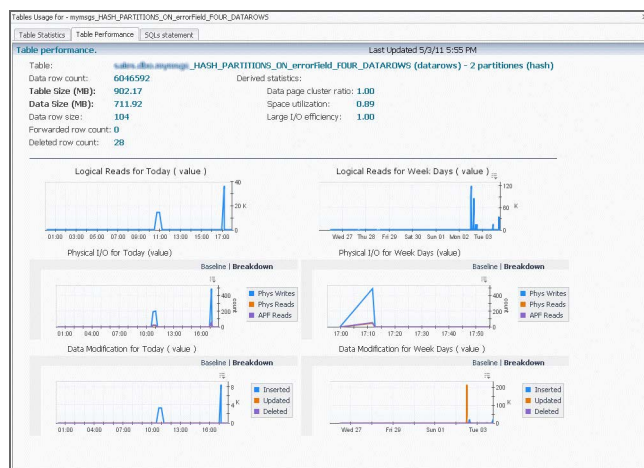 Tables Usage for - mymsgs_HASH_PARTITIONS_ON_errorField_FOUR_DATAROWS
Table Statistics Table Performance SQLs statement
Table performance. Last Updated 5/3/11 5:55 PM
Table: _HASH_PARTITIONS_ON_errorField_FOUR_DATAROWS (datarows) - 2 partitiones (hash)
Data row count: 6046592 Derived statistics:
Table Size (MB): 902.17 Data page cluster ratio: 1.00
Data Size (MB): 711.92 Space utilization: 0.89
Data row size: 104 Large I/O efficiency: 1.00
Forwarded row count: 0
Deleted row count: 28
Logical Reads for Today ( value ) Logical Reads for Week Days ( value )
40
20 K
0
01:00 03:00 05:00 07:00 09:00 11:00 13:00 15:00 17:00
120
60 K
0
Wed 27 Thu 28 Fri 29 Sat 30 Sun 01 Mon 02 Tue 03
Physical I/O for Today (value) Physical I/O for Week Days (value)
Baseline | Breakdown Baseline | Breakdown
400
200
0
count
Phys Writes
Phys Reads
APF Reads
01:00 04:00 07:00 10:00 13:00 16:00
400
200
0
count
Phys Writes
Phys Reads
APF Reads
17:00 17:10 17:20 17:30 17:40 17:50
Data Modification for Today ( value ) Data Modification for Week Days ( value )
Baseline | Breakdown Baseline | Breakdown
8
4 K
0
Inserted
Updated
Deleted
01:00 04:00 07:00 10:00 13:00 16:00
200
100 K
0
Inserted
Updated
Deleted
Wed 27 Fri 29 Sun 01 Tue 03